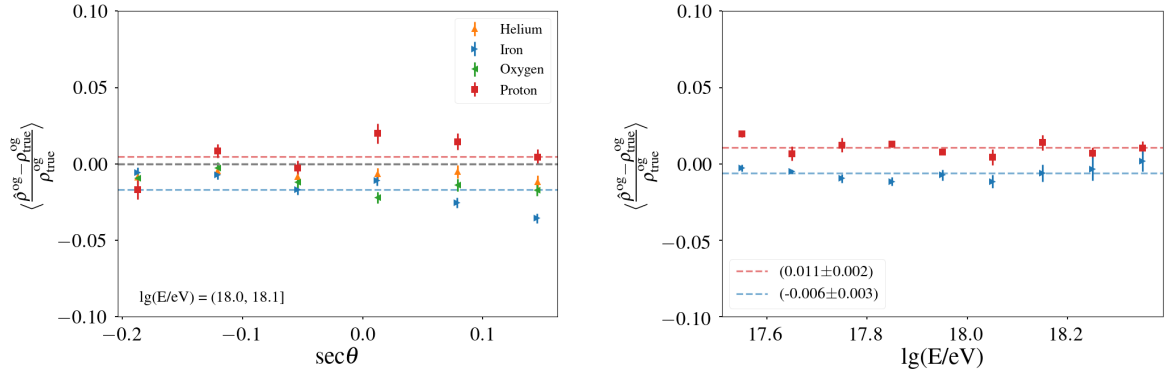 0.10
0.05
0.00
−0.05
−0.10
⟨(ρ̂^og − ρ^og_true)/ρ^og_true⟩
Helium
Iron
Oxygen
Proton
lg(E/eV) = (18.0, 18.1]
−0.2 −0.1 0.0 0.1
secθ
0.10
0.05
0.00
−0.05
−0.10
⟨(ρ̂^og − ρ^og_true)/ρ^og_true⟩
(0.011±0.002)
(-0.006±0.003)
17.6 17.8 18.0 18.2
lg(E/eV)